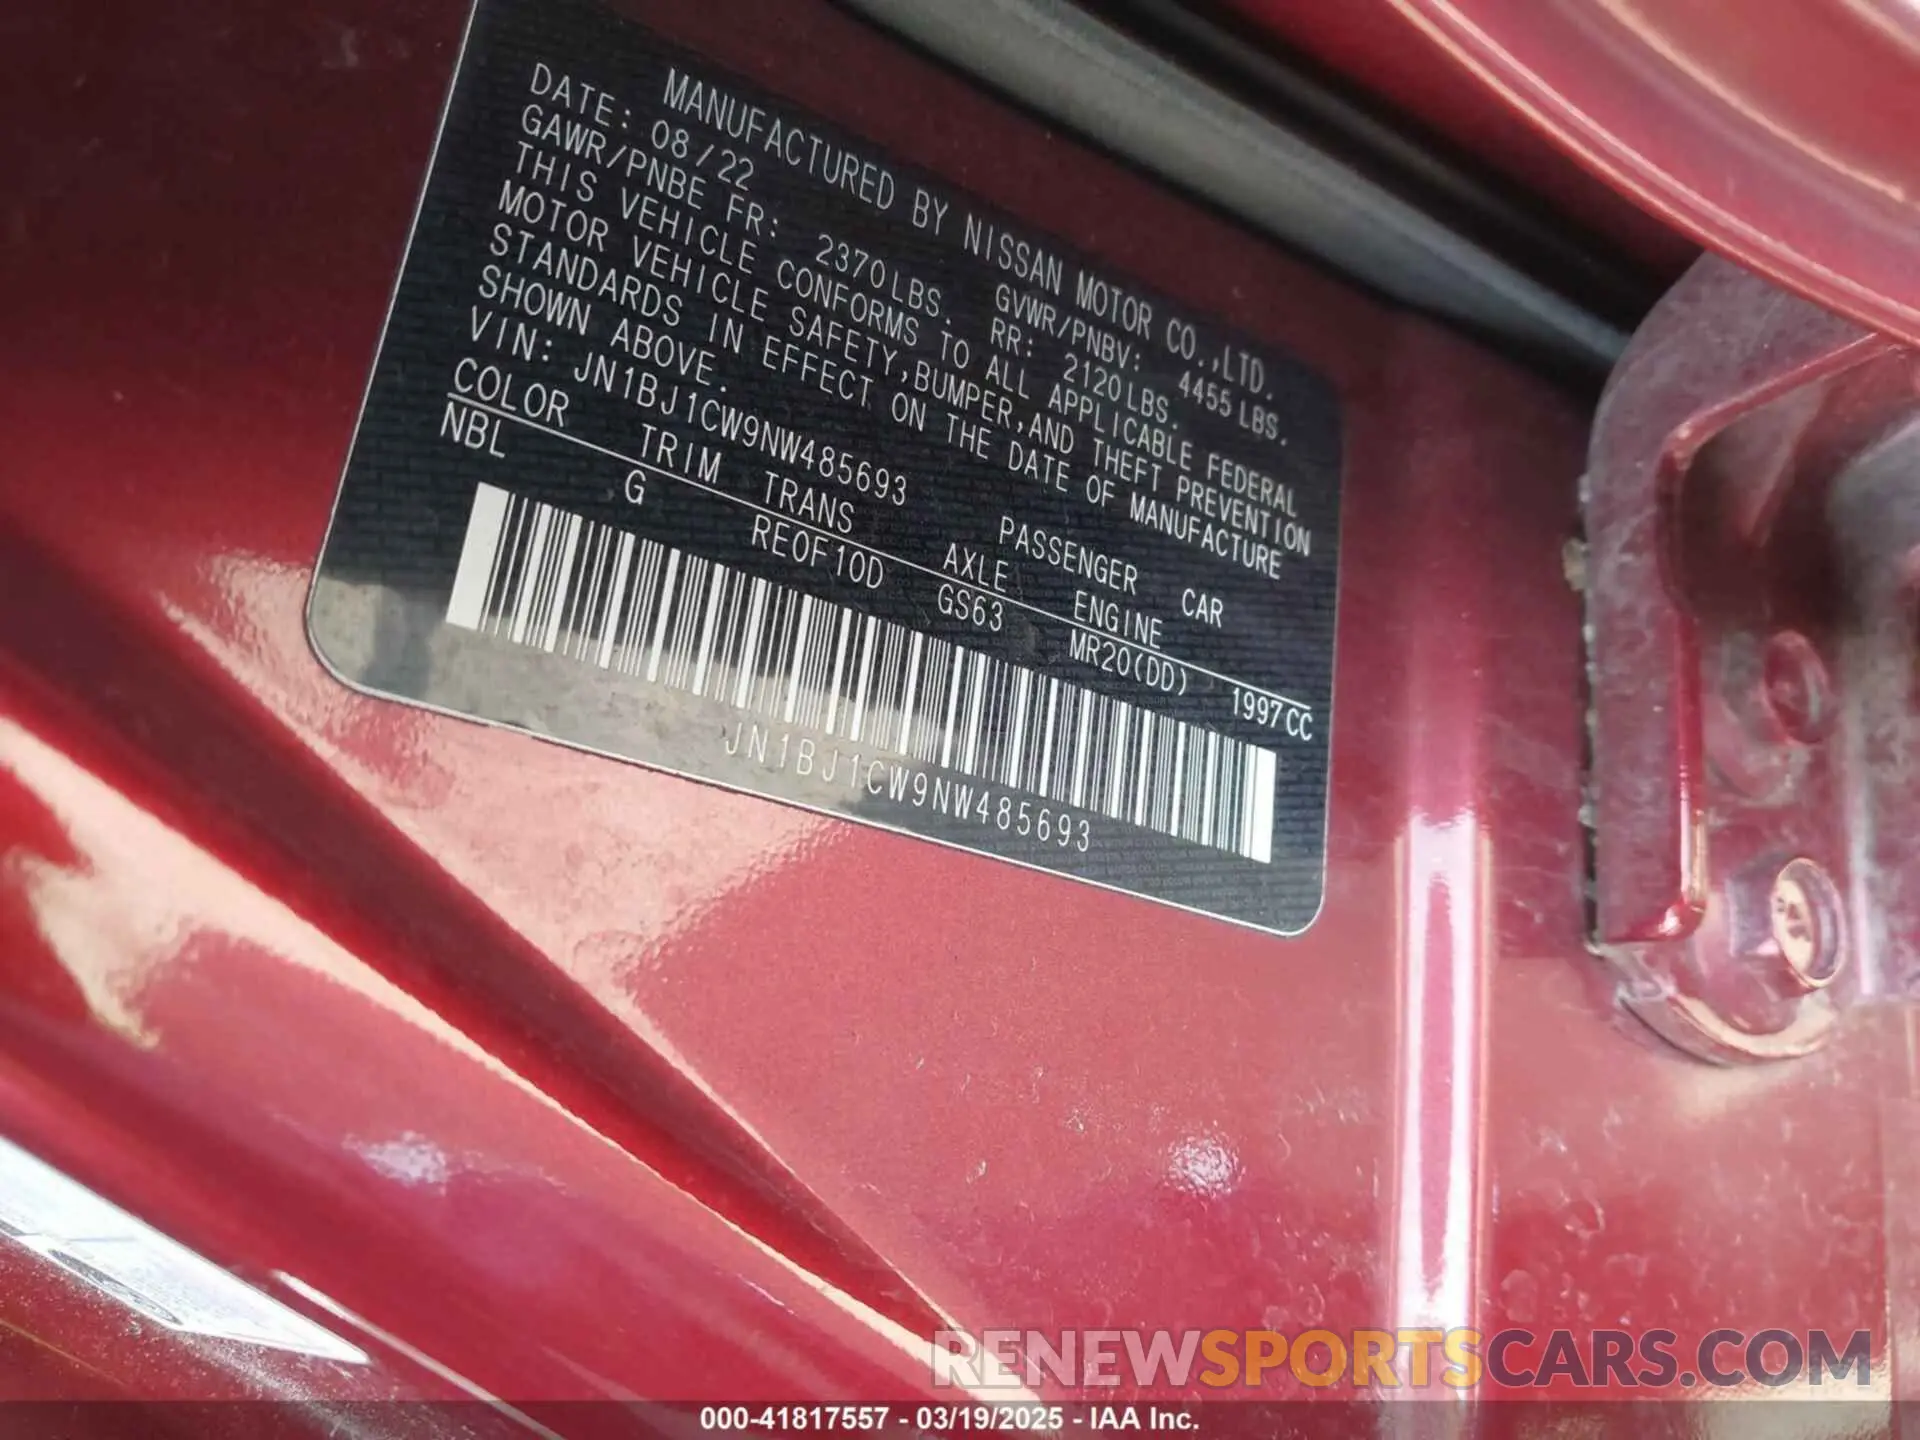 MANUFACTURED BY NISSAN MOTOR CO.,LTD.
DATE: 08/22 GVWR/PNBV: 4455LBS.
GAWR/PNBE FR: 2370LBS. RR: 2120LBS.
THIS VEHICLE CONFORMS TO ALL APPLICABLE FEDERAL
MOTOR VEHICLE SAFETY,BUMPER,AND THEFT PREVENTION
STANDARDS IN EFFECT ON THE DATE OF MANUFACTURE
SHOWN ABOVE.
VIN: JN1BJ1CW9NW485693 PASSENGER CAR
COLOR TRIM TRANS AXLE ENGINE
NBL G RE0F10D GS63 MR20(DD) 1997CC
JN1BJ1CW9NW485693
RENEWSPORTSCARS.COM
000-41817557 - 03/19/2025 - IAA Inc.